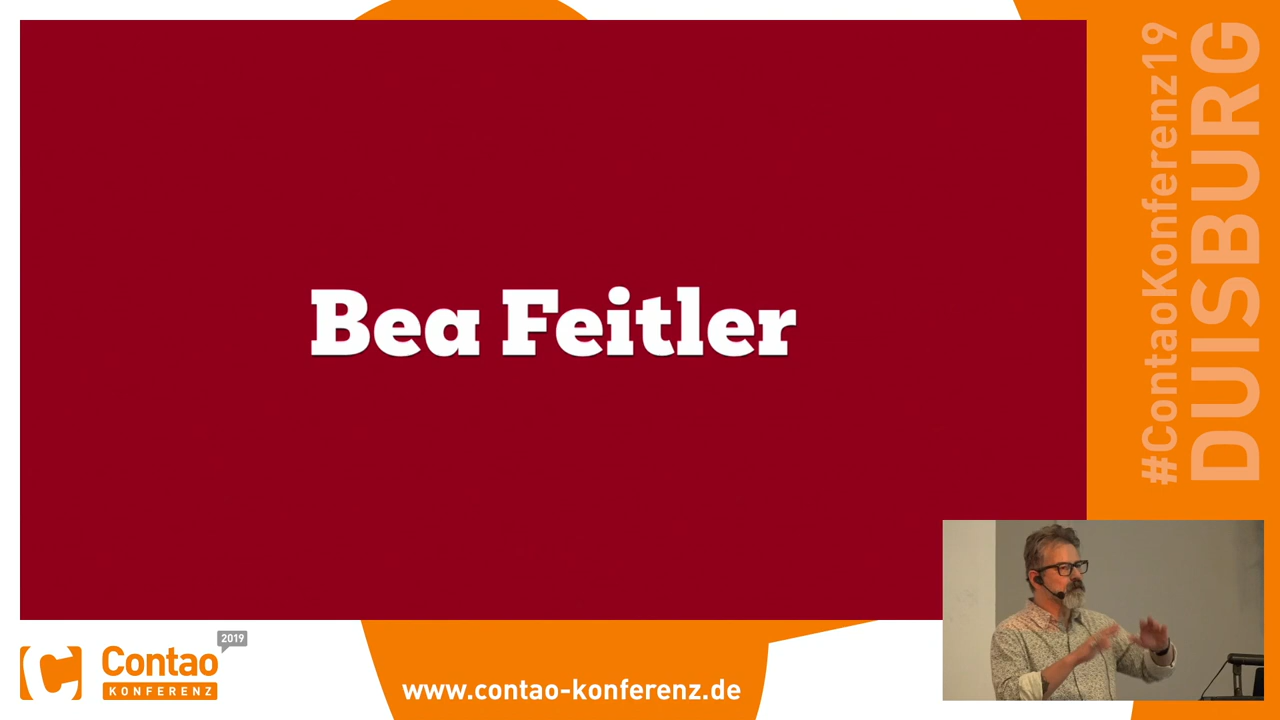 Bea Feitler
#ContaoKonferenz19
DUISBURG
2019
Contao
KONFERENZ
www.contao-konferenz.de